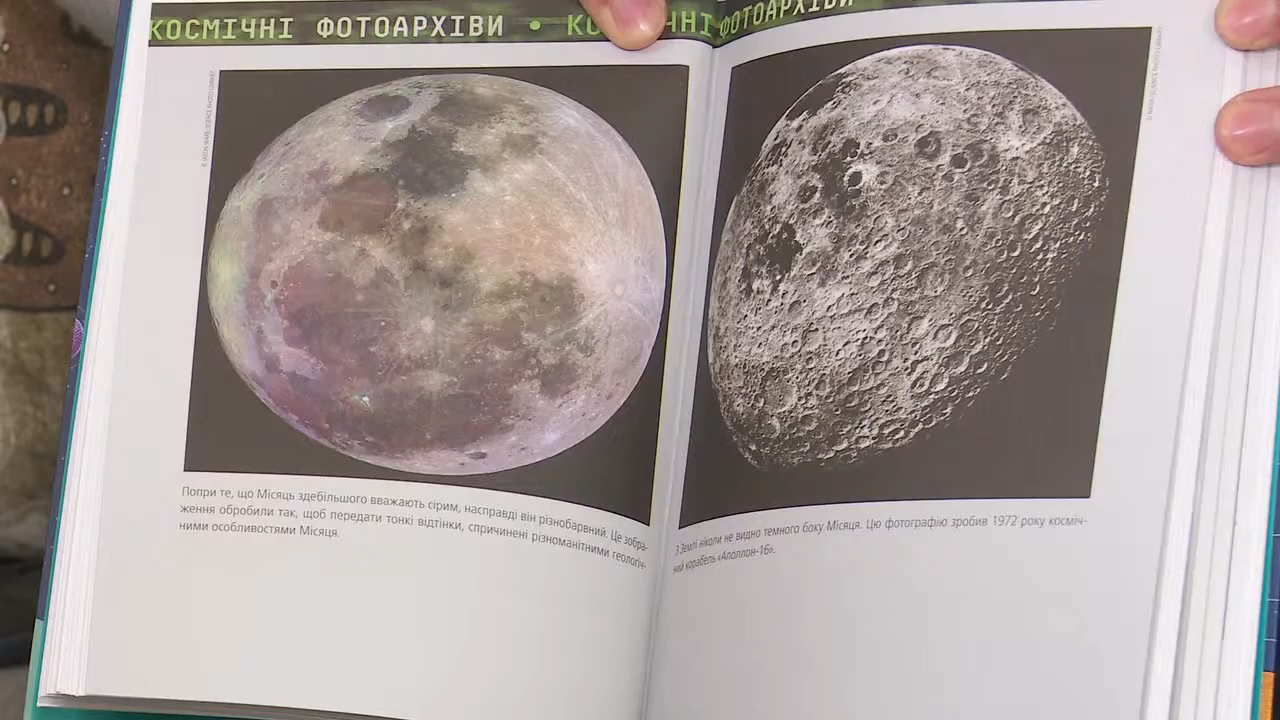 КОСМІЧНІ ФОТОАРХІВИ • КО
ЧНІ ФОТОАРХІВИ
Попри те, що Місяць здебільшого вважають сірим, насправді він різнобарвний. Це зобра-
ження обробили так, щоб передати тонкі відтінки, спричинені різноманітними геологіч-
ними особливостями Місяця.
З Землі ніколи не видно темного боку Місяця. Цю фотографію зробив 1972 року косміч-
ний корабель «Аполлон-16».